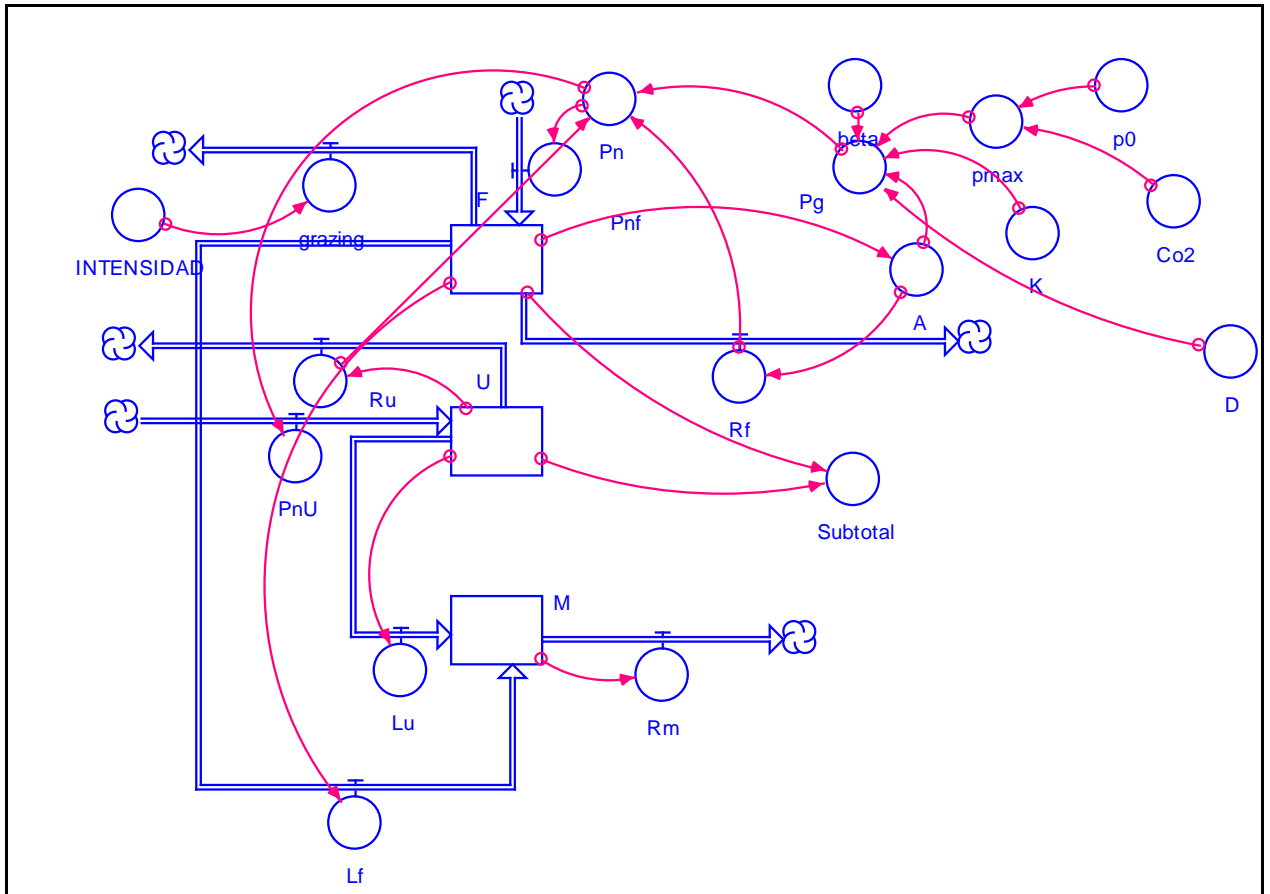 beta
p0
Pn
pmax
F
Pg
Pnf
grazing
Co2
INTENSIDAD
K
A
U
Ru
D
Rf
PnU
Subtotal
M
Lu
Rm
Lf